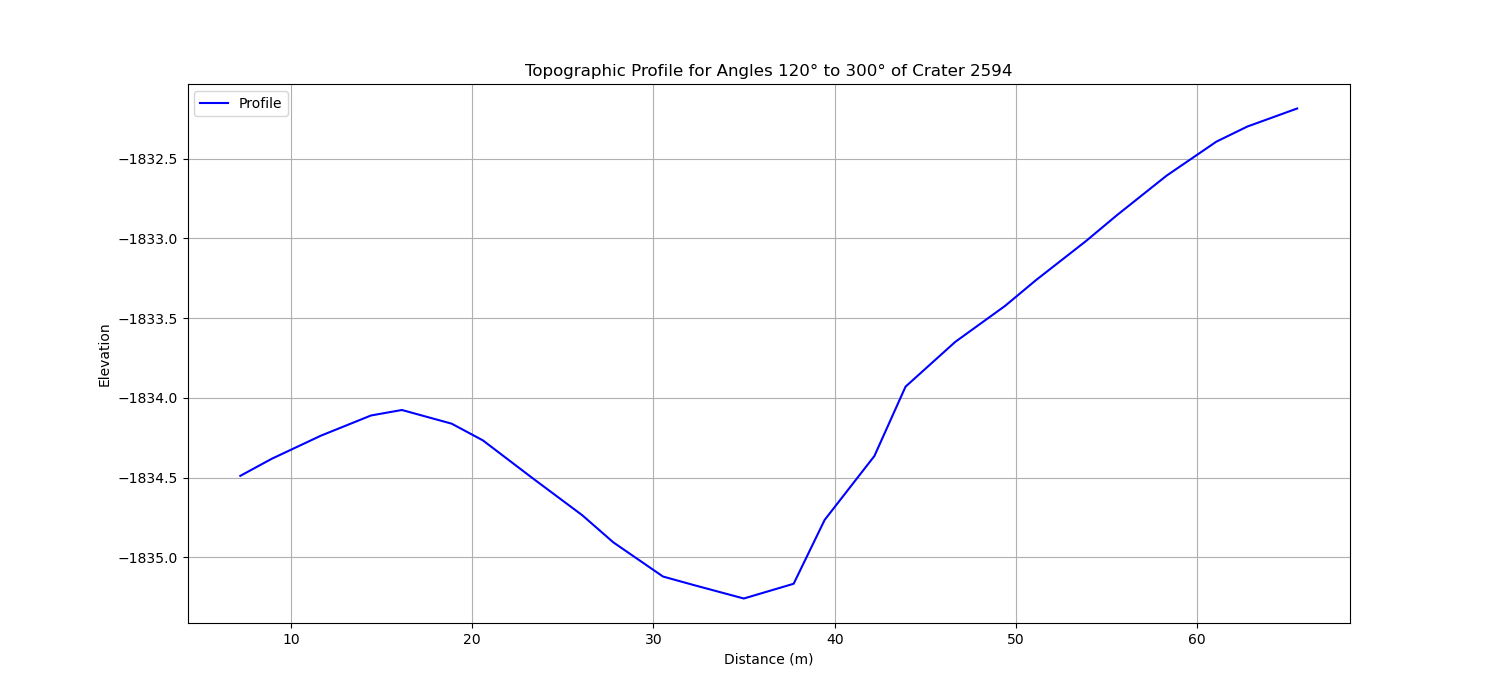 Topographic Profile for Angles 120° to 300° of Crater 2594
Profile
−1832.5
−1833.0
−1833.5
−1834.0
−1834.5
−1835.0
Elevation
10 20 30 40 50 60
Distance (m)